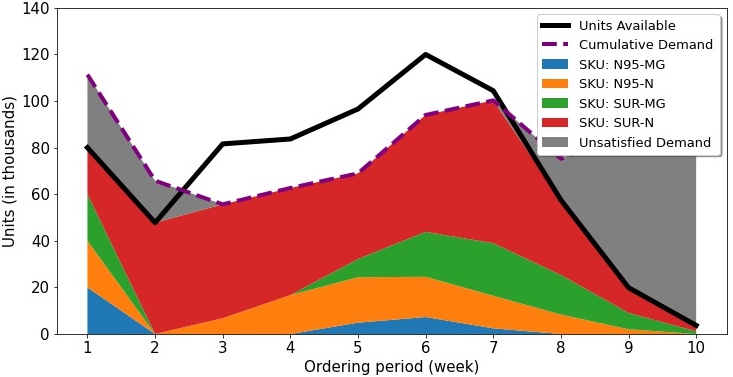 140
120
100
80
60
40
20
0
Units (in thousands)
Units Available
Cumulative Demand
SKU: N95-MG
SKU: N95-N
SKU: SUR-MG
SKU: SUR-N
Unsatisfied Demand
1 2 3 4 5 6 7 8 9 10
Ordering period (week)